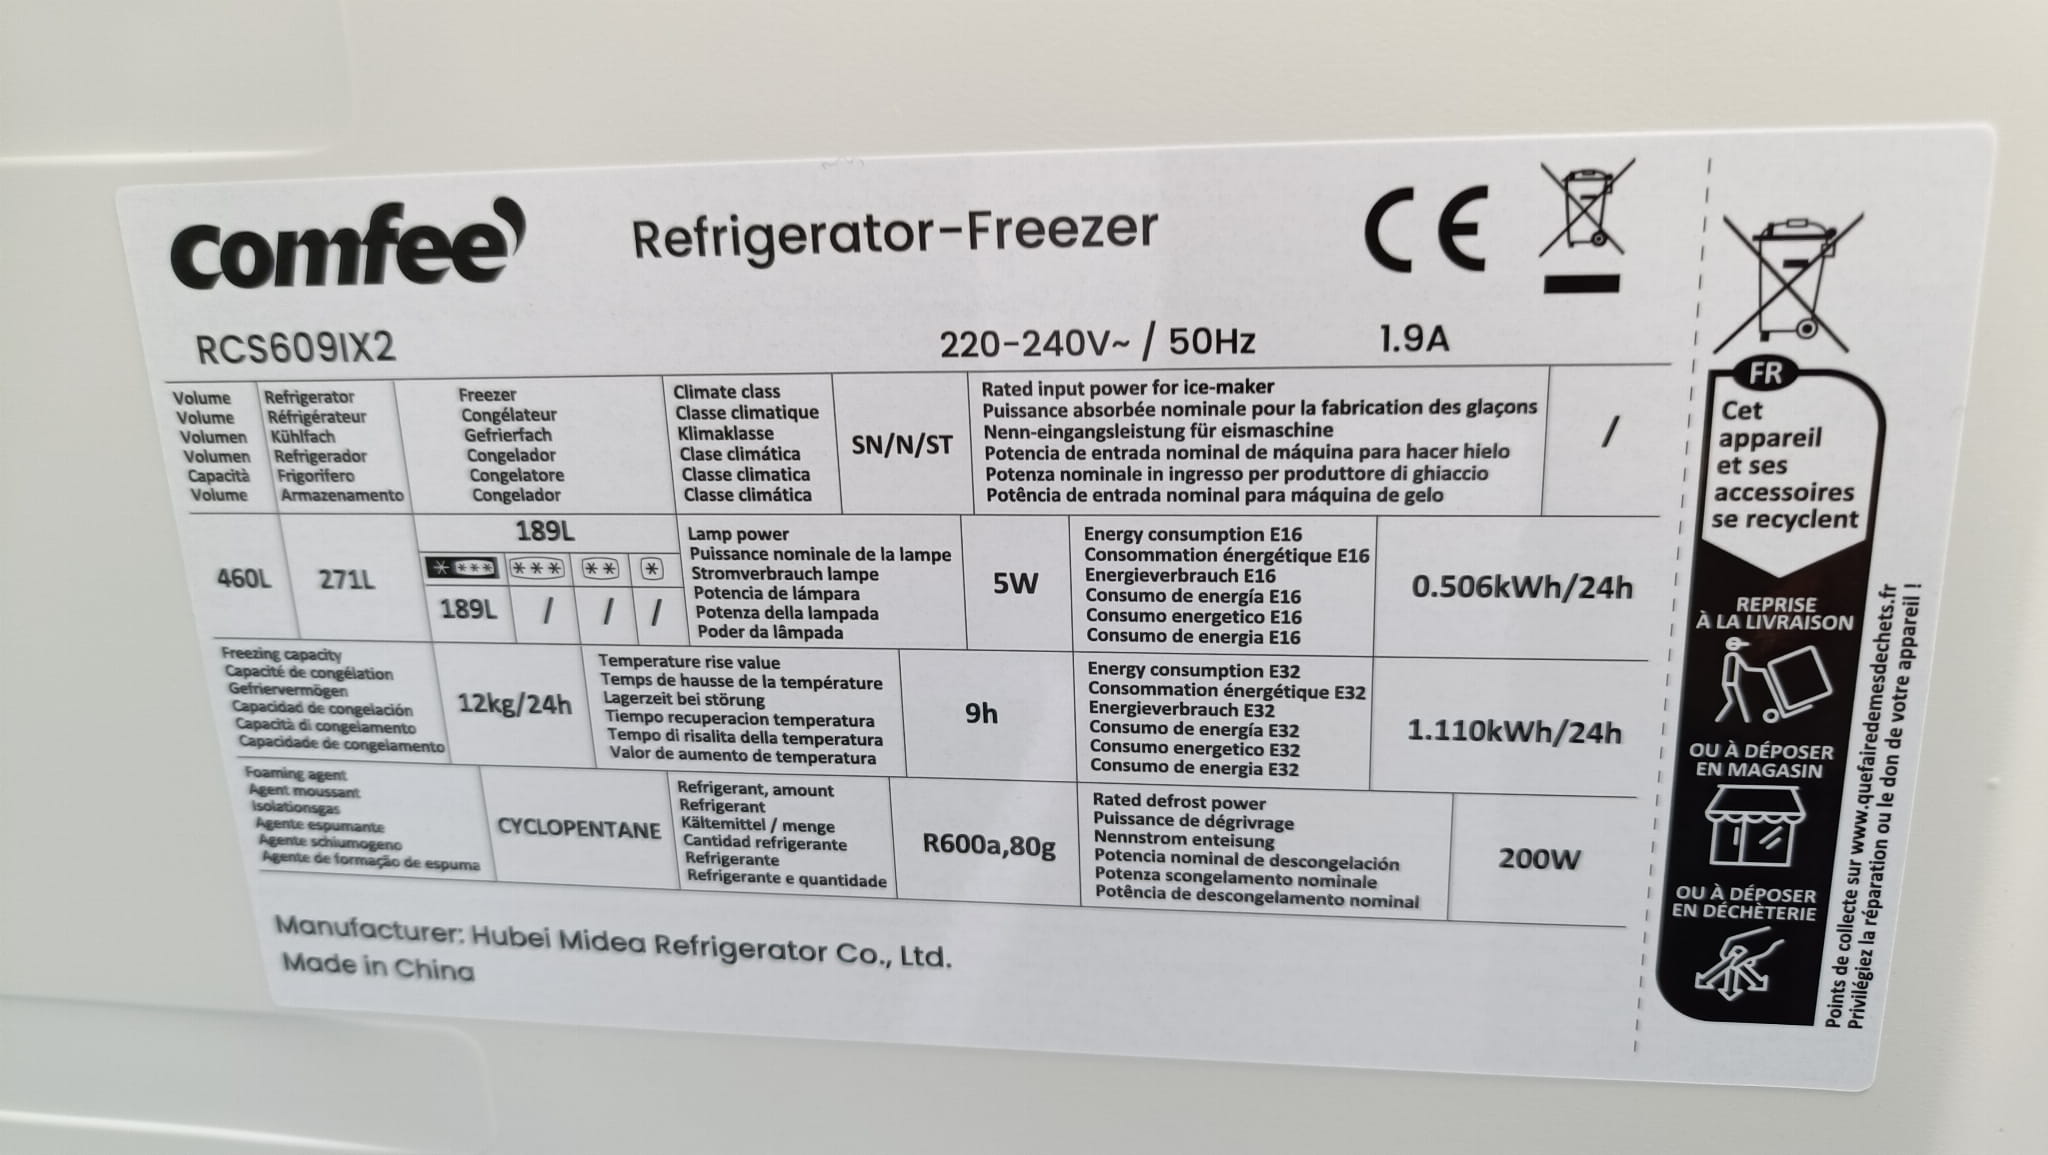 comfee'
Refrigerator-Freezer
CE
RCS609IX2
220-240V~ / 50Hz
1.9A
Volume
Volume
Volumen
Volumen
Capacità
Volume
Refrigerator
Réfrigérateur
Kühlfach
Refrigerador
Frigorifero
Armazenamento
Freezer
Congélateur
Gefrierfach
Congelador
Congelatore
Congelador
Climate class
Classe climatique
Klimaklasse
Clase climática
Classe climatica
Classe climática
SN/N/ST
Rated input power for ice-maker
Puissance absorbée nominale pour la fabrication des glaçons
Nenn-eingangsleistung für eismaschine
Potencia de entrada nominal de máquina para hacer hielo
Potenza nominale in ingresso per produttore di ghiaccio
Potência de entrada nominal para máquina de gelo
/
460L
271L
189L
* *** *** ** *
189L / / /
Lamp power
Puissance nominale de la lampe
Stromverbrauch lampe
Potencia de lámpara
Potenza della lampada
Poder da lâmpada
5W
Energy consumption E16
Consommation énergétique E16
Energieverbrauch E16
Consumo de energía E16
Consumo energetico E16
Consumo de energia E16
0.506kWh/24h
Freezing capacity
Capacité de congélation
Gefriervermögen
Capacidad de congelación
Capacità di congelamento
Capacidade de congelamento
12kg/24h
Temperature rise value
Temps de hausse de la température
Lagerzeit bei störung
Tiempo recuperacion temperatura
Tempo di risalita della temperatura
Valor de aumento de temperatura
9h
Energy consumption E32
Consommation énergétique E32
Energieverbrauch E32
Consumo de energía E32
Consumo energetico E32
Consumo de energia E32
1.110kWh/24h
Foaming agent
Agent moussant
Isolationsgas
Agente espumante
Agente schiumogeno
Agente de formação de espuma
CYCLOPENTANE
Refrigerant, amount
Refrigerant
Kältemittel / menge
Cantidad refrigerante
Refrigerante
Refrigerante e quantidade
R600a,80g
Rated defrost power
Puissance de dégrivrage
Nennstrom enteisung
Potencia nominal de descongelación
Potenza scongelamento nominale
Potência de descongelamento nominal
200W
Manufacturer: Hubei Midea Refrigerator Co., Ltd.
Made in China
FR
Cet
appareil
et ses
accessoires
se recyclent
REPRISE
À LA LIVRAISON
OU À DÉPOSER
EN MAGASIN
OU À DÉPOSER
EN DÉCHÈTERIE
Points de collecte sur www.quefairedemesdechets.fr
Privilégiez la réparation ou le don de votre appareil !